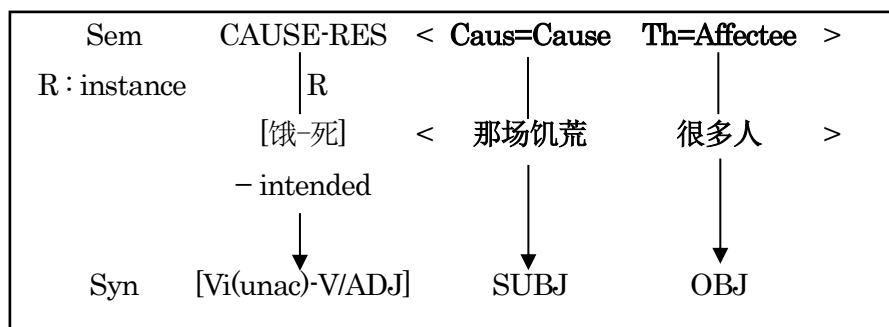 Sem CAUSE-RES < Caus=Cause Th=Affectee >
R : instance R
[饿-死] < 那场饥荒 很多人 >
– intended
Syn [Vi(unac)-V/ADJ] SUBJ OBJ